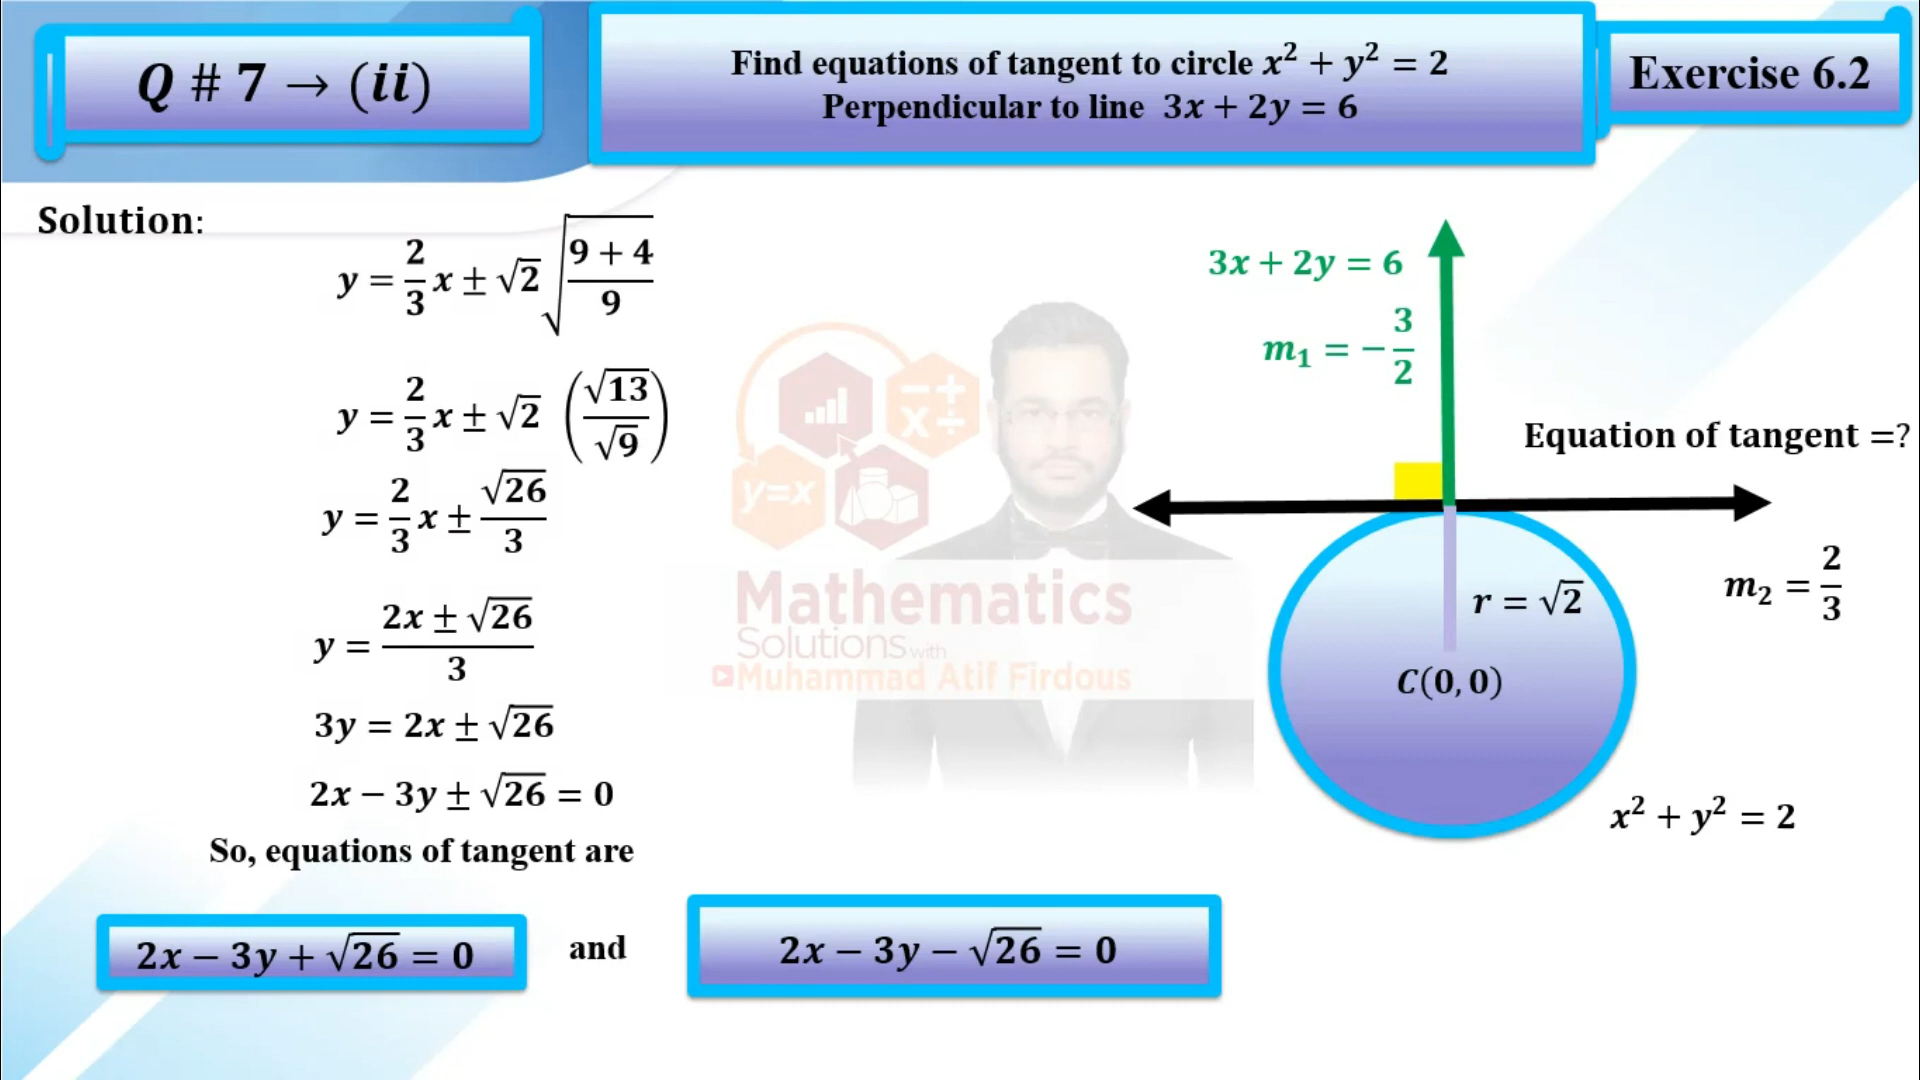 Q # 7 → (ii)
Find equations of tangent to circle x² + y² = 2
Perpendicular to line 3x + 2y = 6
Exercise 6.2
Solution:
y = 2/3 x ± √2 √((9 + 4)/9)
y = 2/3 x ± √2 (√13/√9)
y = 2/3 x ± √26/3
y = (2x ± √26)/3
3y = 2x ± √26
2x − 3y ± √26 = 0
So, equations of tangent are
2x − 3y + √26 = 0
and
2x − 3y − √26 = 0
3x + 2y = 6
m₁ = − 3/2
Equation of tangent =?
m₂ = 2/3
r = √2
C(0, 0)
x² + y² = 2
− +
x ÷
y=x
Mathematics
Solutions with
Muhammad Atif Firdous